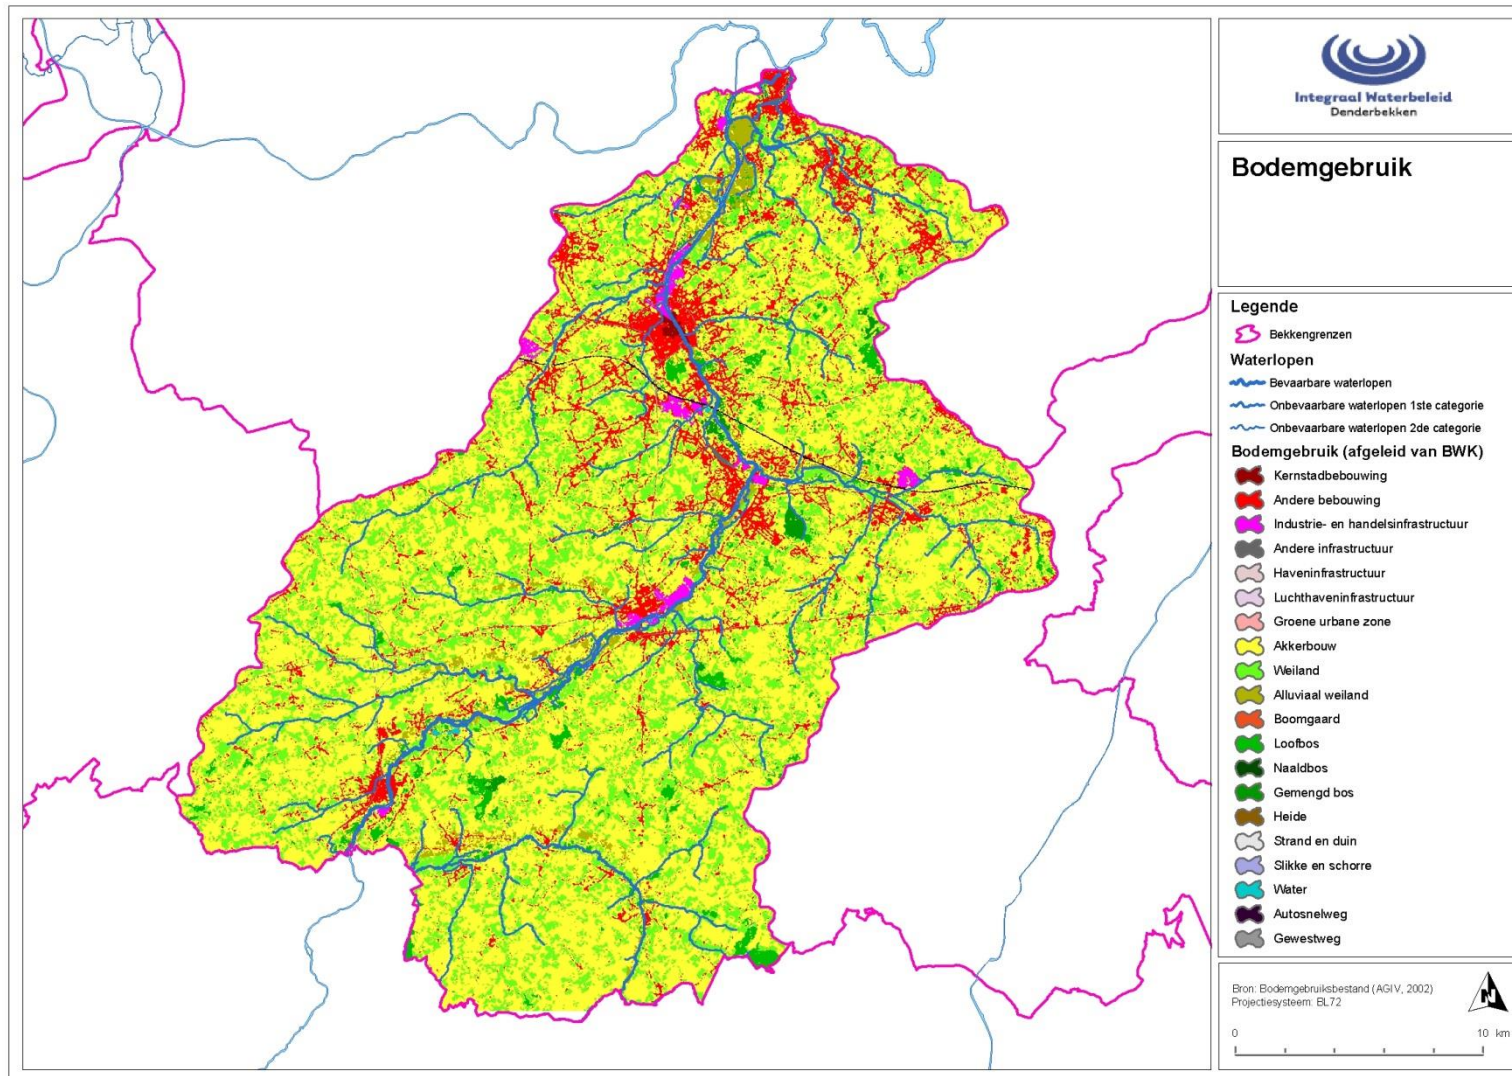 Integraal Waterbeleid
Denderbekken
Bodemgebruik
Legende
Bekkengrenzen
Waterlopen
Bevaarbare waterlopen
Onbevaarbare waterlopen 1ste categorie
Onbevaarbare waterlopen 2de categorie
Bodemgebruik (afgeleid van BWK)
Kernstadbebouwing
Andere bebouwing
Industrie- en handelsinfrastructuur
Andere infrastructuur
Haveninfrastructuur
Luchthaveninfrastructuur
Groene urbane zone
Akkerbouw
Weiland
Alluviaal weiland
Boomgaard
Loofbos
Naaldbos
Gemengd bos
Heide
Strand en duin
Slikke en schorre
Water
Autosnelweg
Gewestweg
Bron: Bodemgebruiksbestand (AGIV, 2002)
Projectiesysteem: BL72
N
0 10 km